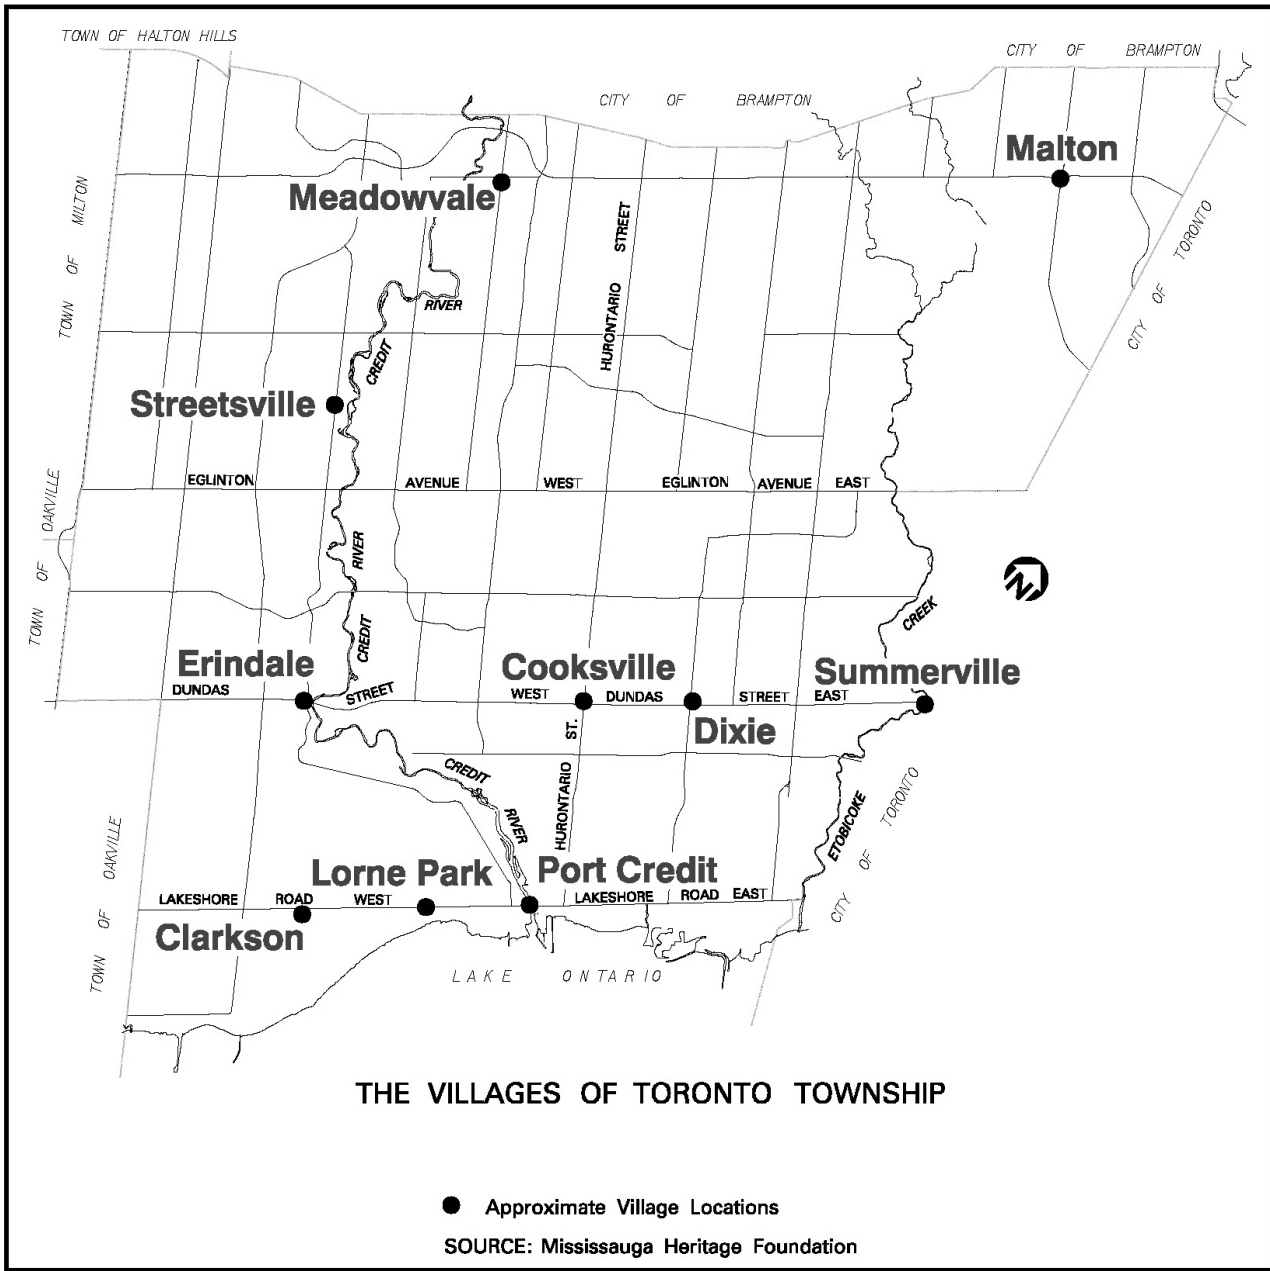 TOWN OF HALTON HILLS
CITY OF BRAMPTON
CITY OF BRAMPTON
Malton
Meadowvale
TOWN OF MILTON
HURONTARIO STREET
CITY OF TORONTO
RIVER
CREDIT
Streetsville
EGLINTON AVENUE WEST EGLINTON AVENUE EAST
TOWN OF OAKVILLE
RIVER
CREDIT
N
CREEK
Erindale
Cooksville
Summerville
DUNDAS STREET WEST DUNDAS STREET EAST
Dixie
HURONTARIO ST.
CREDIT RIVER
ETOBICOKE
CITY OF TORONTO
TOWN OF OAKVILLE
Lorne Park
Port Credit
LAKESHORE ROAD WEST LAKESHORE ROAD EAST
Clarkson
LAKE ONTARIO
THE VILLAGES OF TORONTO TOWNSHIP
Approximate Village Locations
SOURCE: Mississauga Heritage Foundation